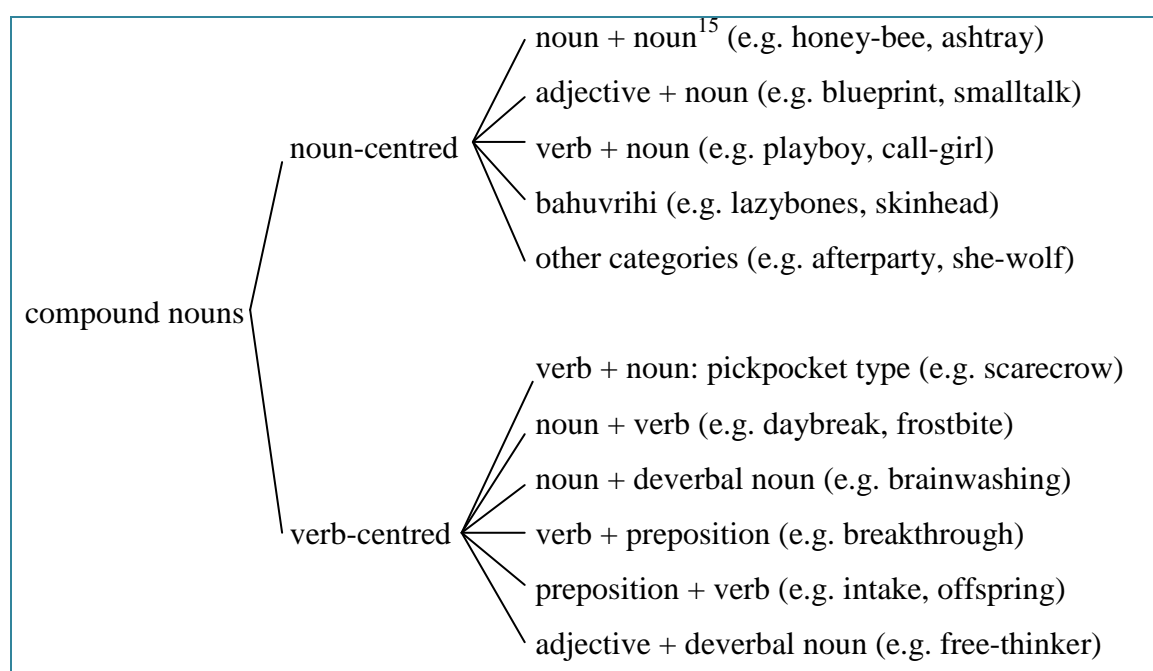 noun + noun15 (e.g. honey-bee, ashtray)
adjective + noun (e.g. blueprint, smalltalk)
noun-centred
verb + noun (e.g. playboy, call-girl)
bahuvrihi (e.g. lazybones, skinhead)
other categories (e.g. afterparty, she-wolf)
compound nouns
verb + noun: pickpocket type (e.g. scarecrow)
noun + verb (e.g. daybreak, frostbite)
noun + deverbal noun (e.g. brainwashing)
verb-centred
verb + preposition (e.g. breakthrough)
preposition + verb (e.g. intake, offspring)
adjective + deverbal noun (e.g. free-thinker)